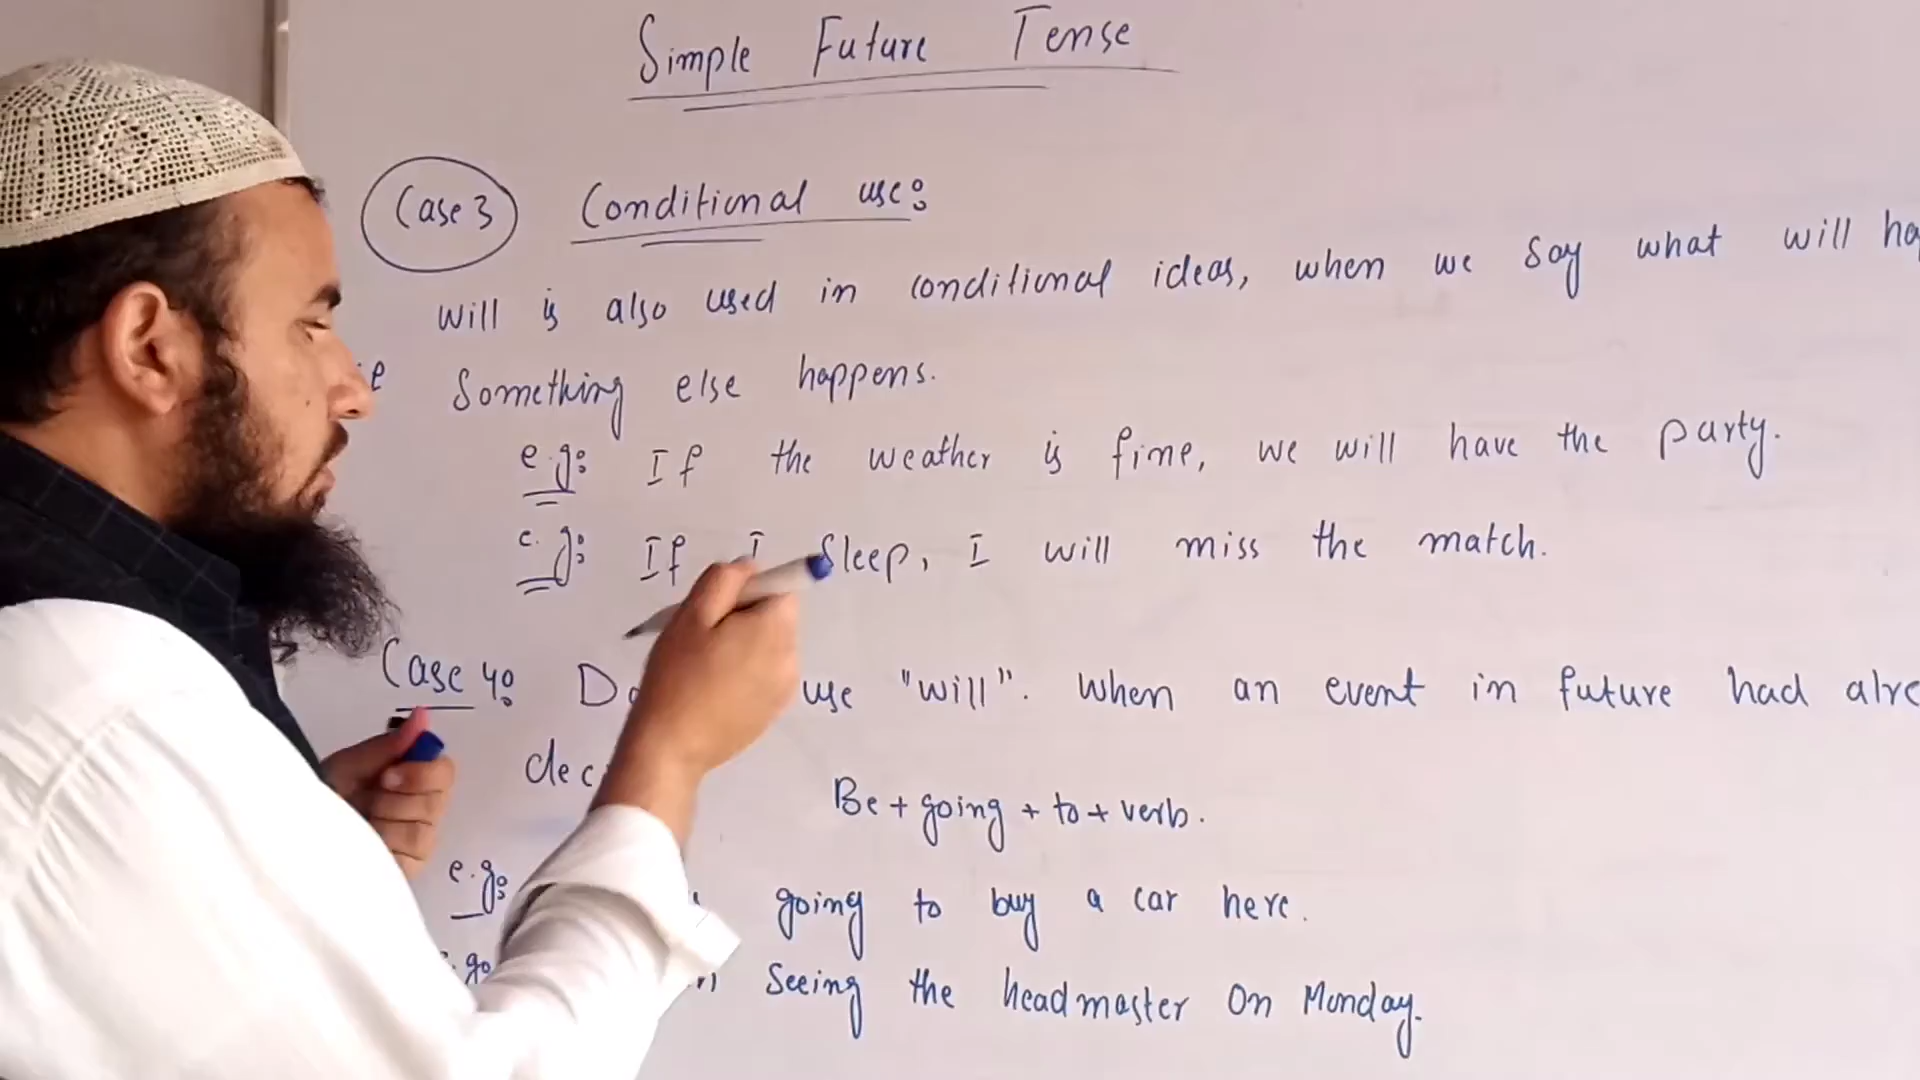 Simple Future Tense
Case 3 Conditional use:
will is also used in conditional ideas, when we say what will
Something else happens.
e.g: If the weather is fine, we will have the party.
e.g: If I sleep, I will miss the match.
Case 4: use "will". When an event in future had
Be + going + to + verb.
e.g: going to buy a car here.
seeing the headmaster on Monday.